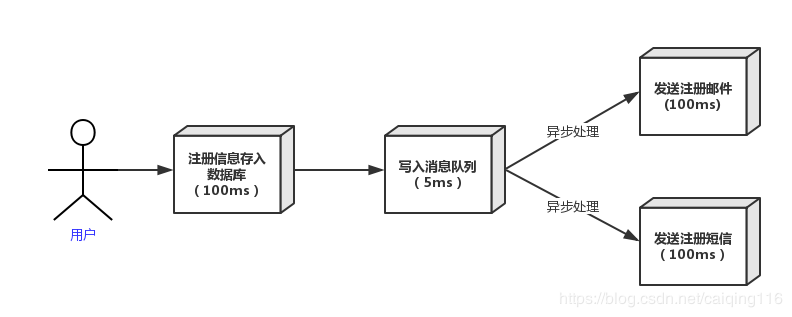 用户
注册信息存入
数据库
（100ms）
写入消息队列
（5ms）
异步处理
异步处理
发送注册邮件
(100ms)
发送注册短信
（100ms）
https://blog.csdn.net/caiqing116